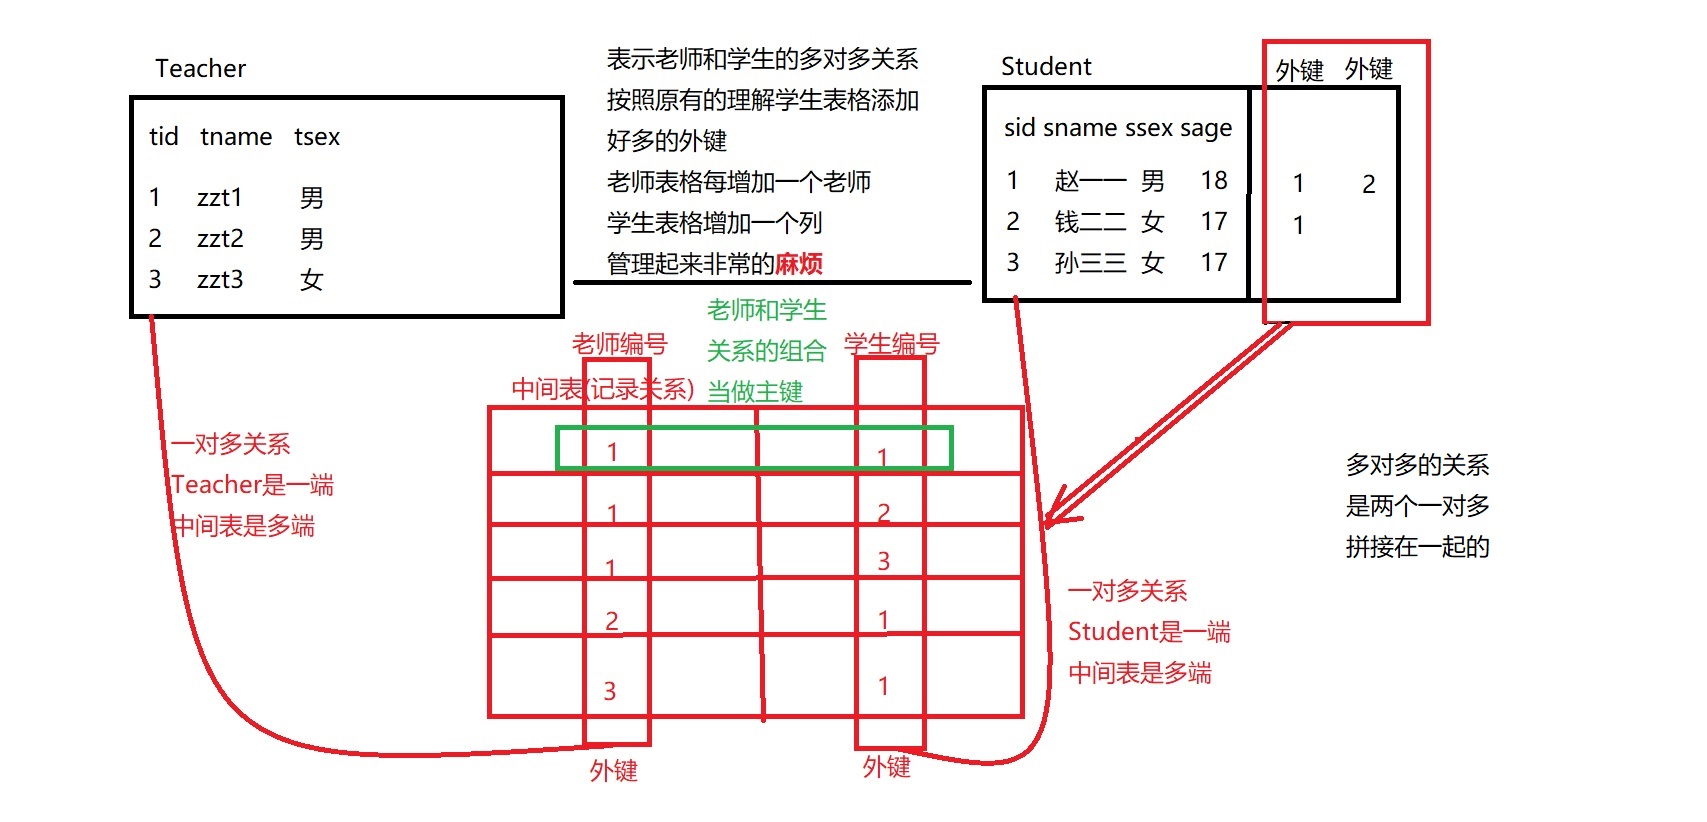 Teacher
tid tname tsex
1 zzt1 男
2 zzt2 男
3 zzt3 女
表示老师和学生的多对多关系
按照原有的理解学生表格添加
好多的外键
老师表格每增加一个老师
学生表格增加一个列
管理起来非常的麻烦
Student
外键 外键
sid sname ssex sage
1 赵一一 男 18 1 2
2 钱二二 女 17 1
3 孙三三 女 17
老师和学生
关系的组合
当做主键
老师编号
学生编号
中间表(记录关系)
1 1
1 2
1 3
2 1
3 1
外键
外键
一对多关系
Teacher是一端
中间表是多端
一对多关系
Student是一端
中间表是多端
多对多的关系
是两个一对多
拼接在一起的